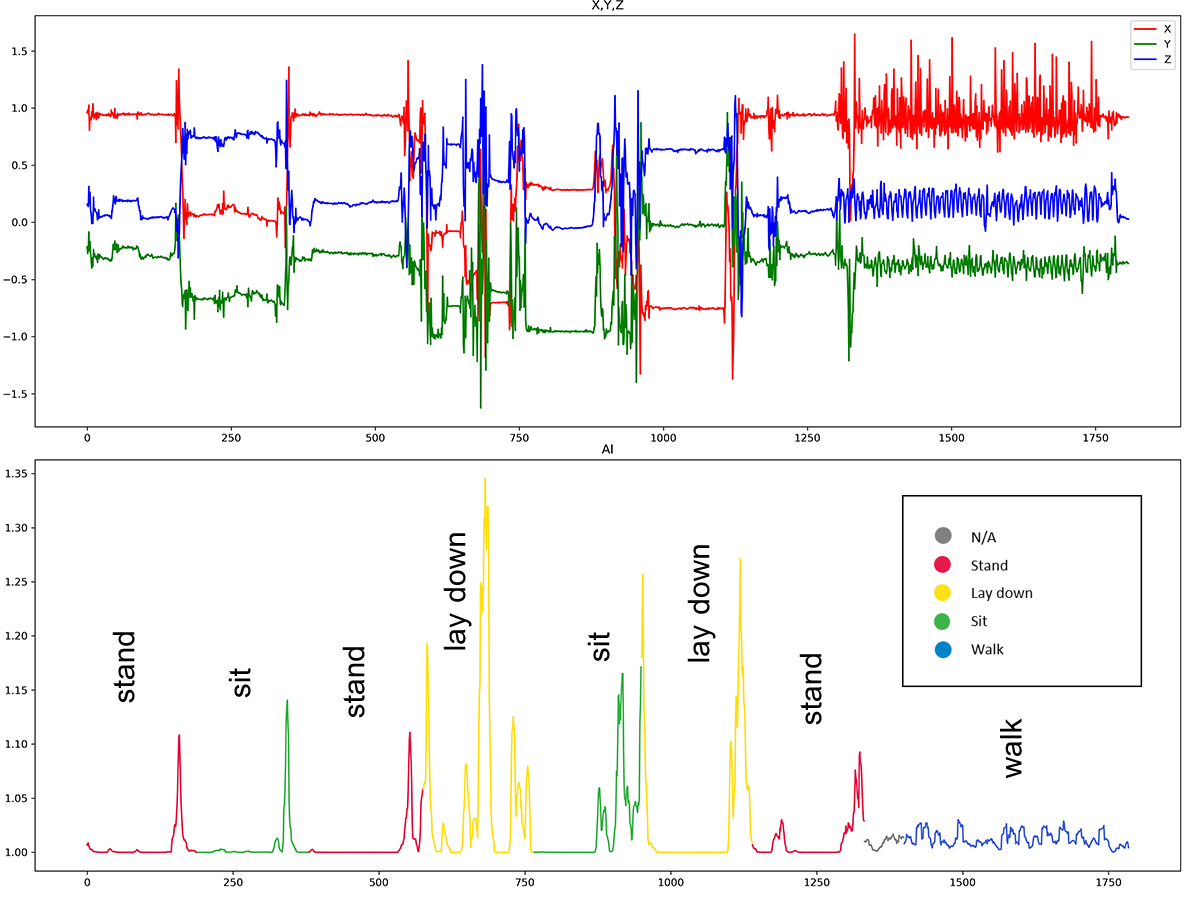 X,Y,Z
X
Y
Z
1.5
1.0
0.5
0.0
−0.5
−1.0
−1.5
0 250 500 750 1000 1250 1500 1750
AI
1.35
1.30
1.25
1.20
1.15
1.10
1.05
1.00
stand
sit
stand
lay down
sit
lay down
stand
walk
N/A
Stand
Lay down
Sit
Walk
0 250 500 750 1000 1250 1500 1750